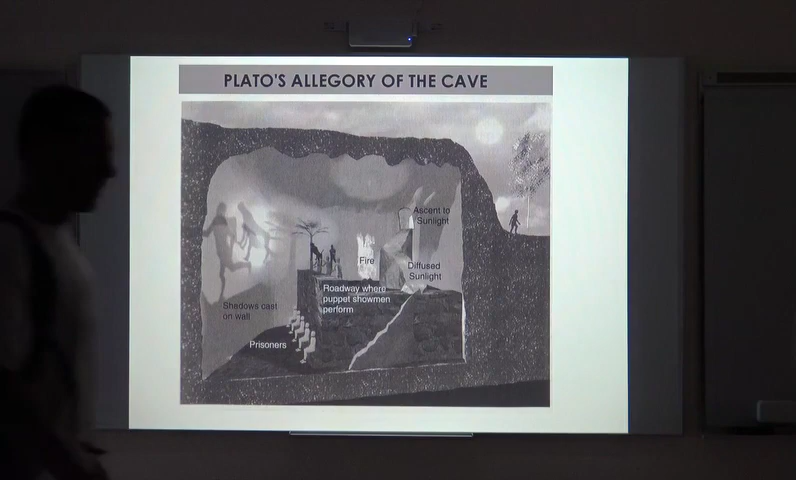 PLATO'S ALLEGORY OF THE CAVE
Ascent to
Sunlight
Fire
Diffused
Sunlight
Roadway where
puppet showmen
perform
Shadows cast
on wall
Prisoners